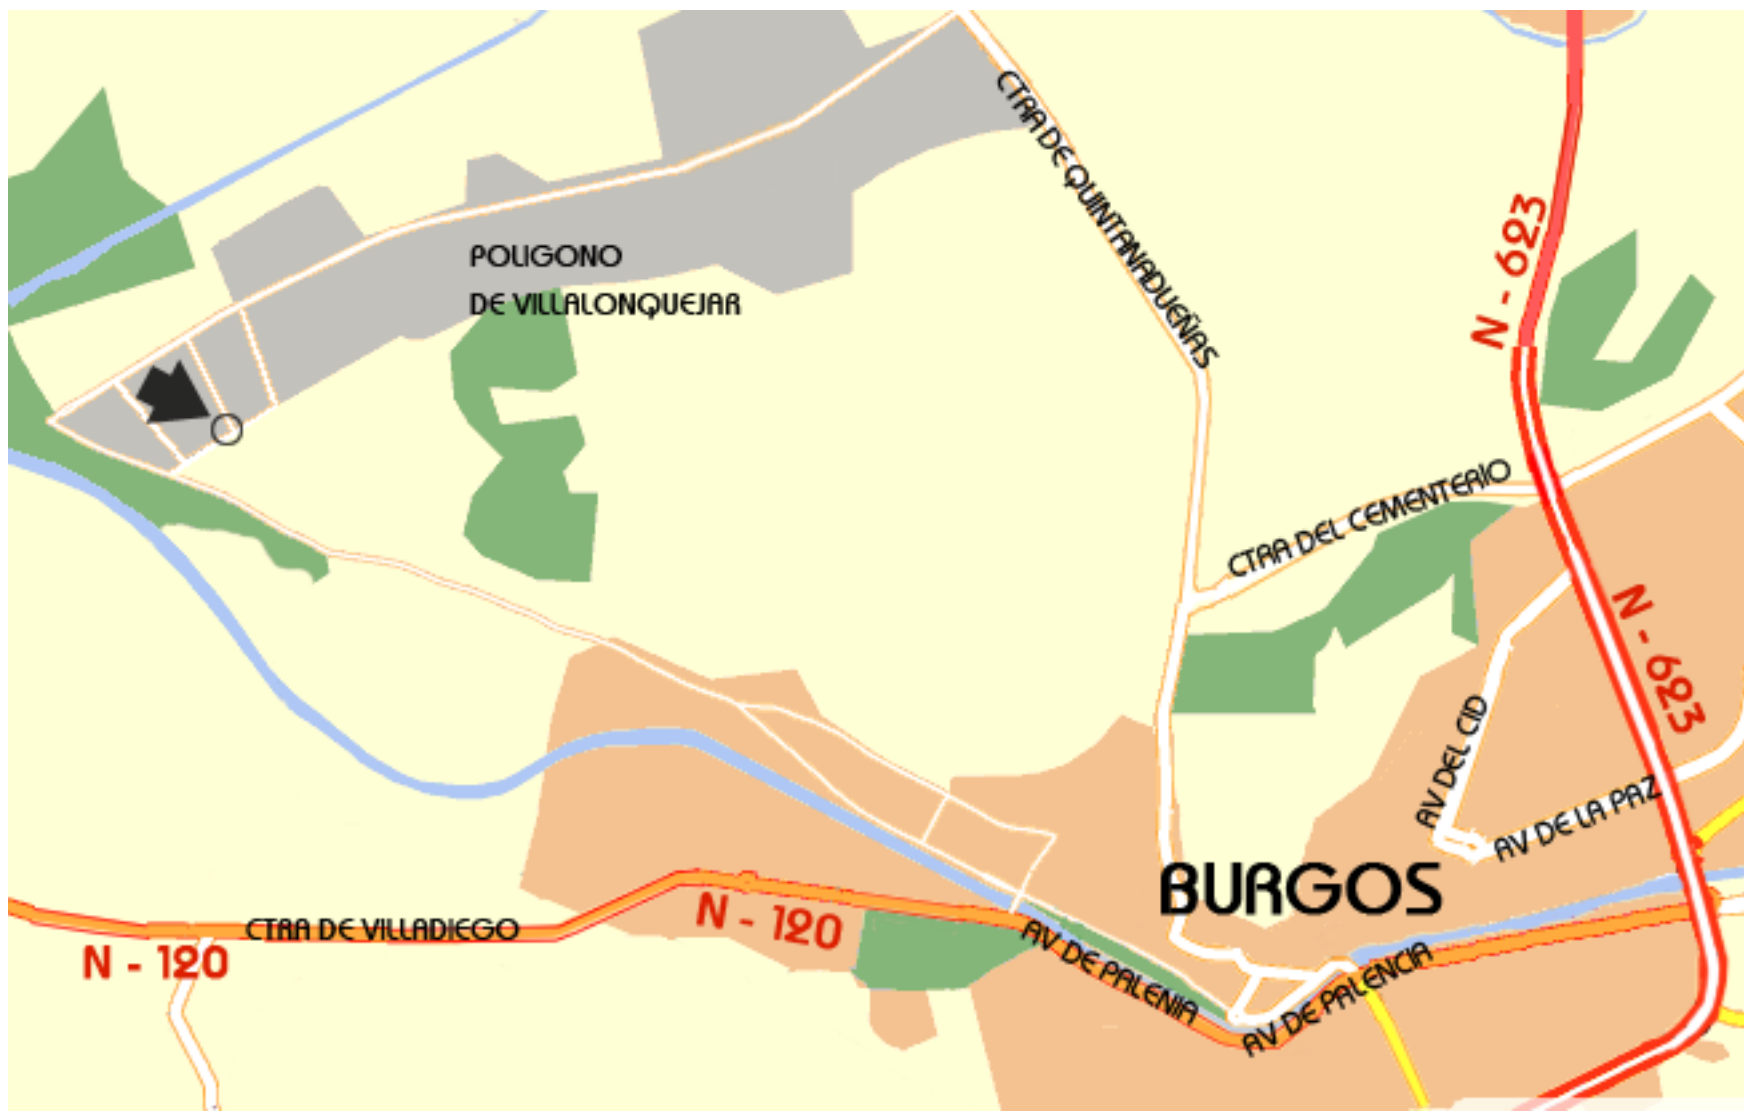 CTRA DE QUINTANADUEÑAS
N - 623
POLIGONO
DE VILLALONQUEJAR
CTRA DEL CEMENTERIO
N - 623
AV DEL CID
AV DE LA PAZ
BURGOS
N - 120
CTRA DE VILLADIEGO
N - 120
AV DE PALENIA
AV DE PALENCIA